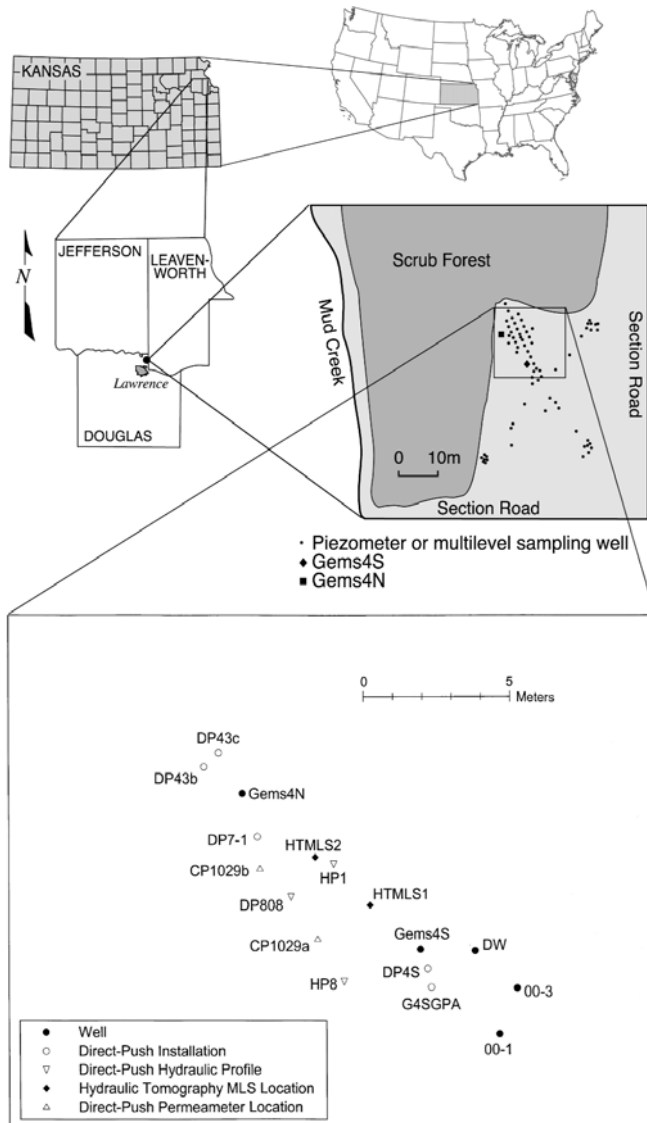 KANSAS
JEFFERSON
LEAVEN-
WORTH
N
Lawrence
DOUGLAS
Scrub Forest
Mud Creek
Section Road
0 10m
Section Road
Piezometer or multilevel sampling well
Gems4S
Gems4N
0 5
Meters
DP43c
DP43b
Gems4N
DP7-1
HTMLS2
CP1029b
HP1
DP808
HTMLS1
CP1029a
Gems4S
DW
DP4S
HP8
G4SGPA
00-3
00-1
Well
Direct-Push Installation
Direct-Push Hydraulic Profile
Hydraulic Tomography MLS Location
Direct-Push Permeameter Location